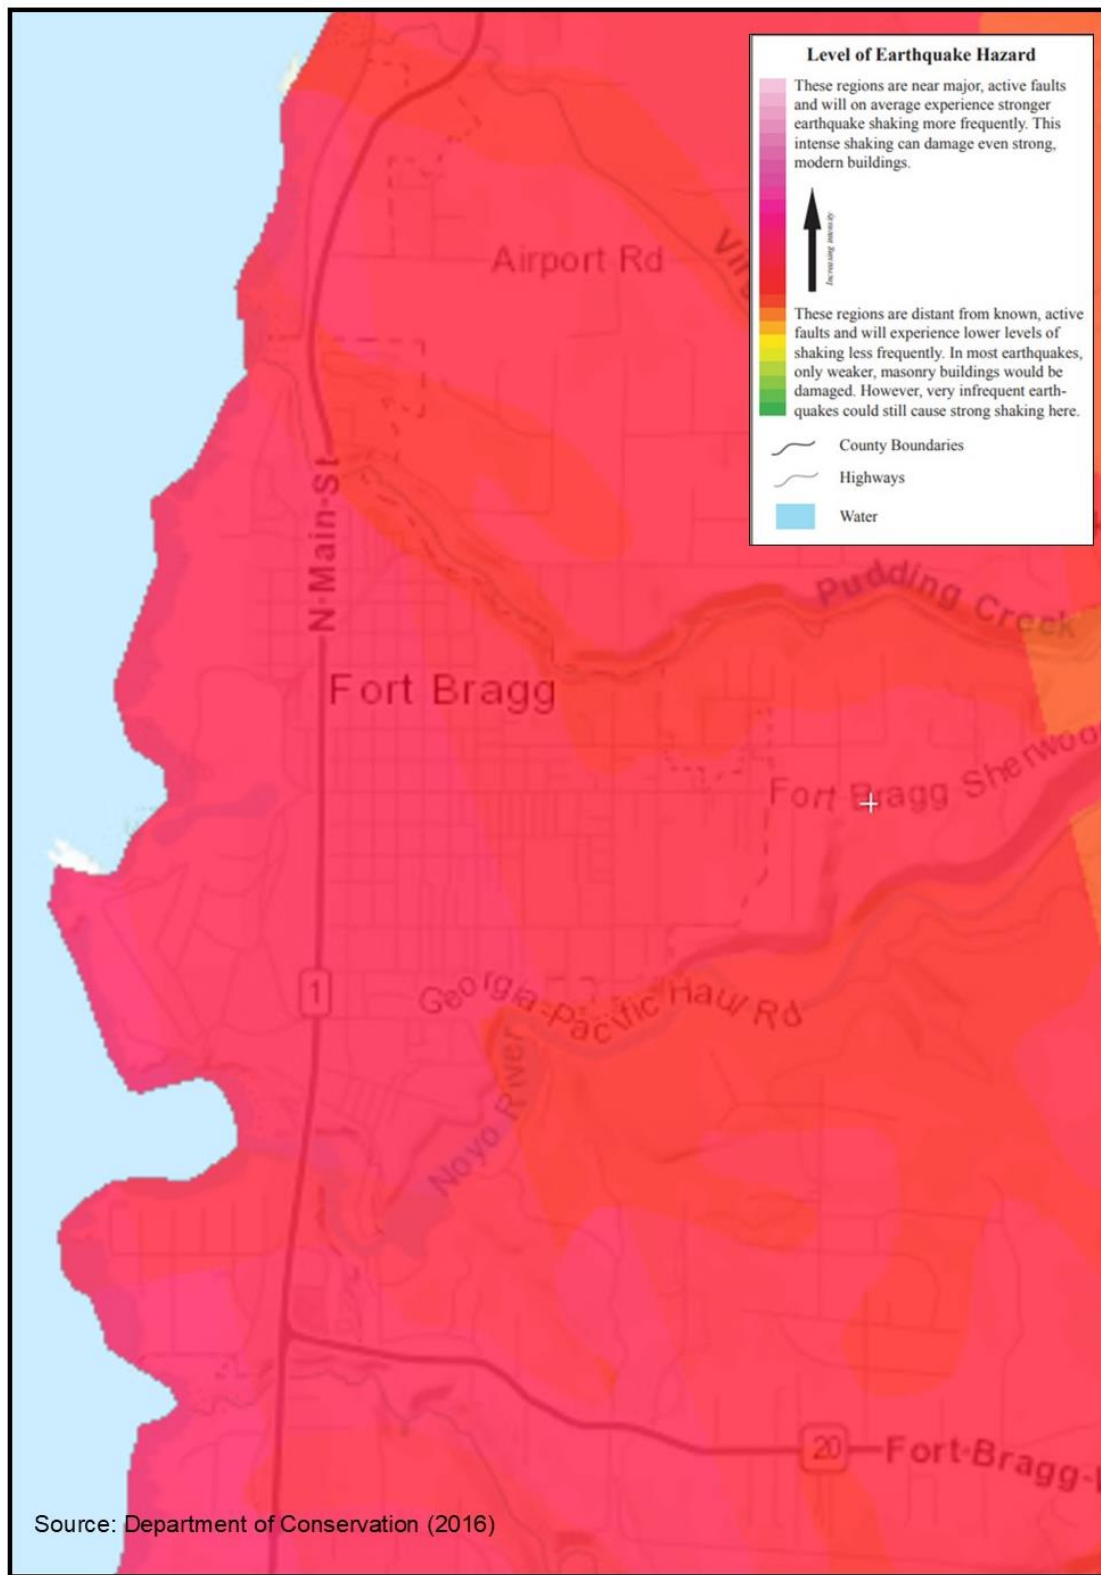 Level of Earthquake Hazard
These regions are near major, active faults
and will on average experience stronger
earthquake shaking more frequently. This
intense shaking can damage even strong,
modern buildings.
Increasing intensity
These regions are distant from known, active
faults and will experience lower levels of
shaking less frequently. In most earthquakes,
only weaker, masonry buildings would be
damaged. However, very infrequent earth-
quakes could still cause strong shaking here.
County Boundaries
Highways
Water
Airport Rd
N Main St
Pudding Creek
Fort Bragg
Fort Bragg Sherwoo
1
Georgia-Pacific Haul Rd
Noyo River
20
Fort-Bragg-
Source: Department of Conservation (2016)